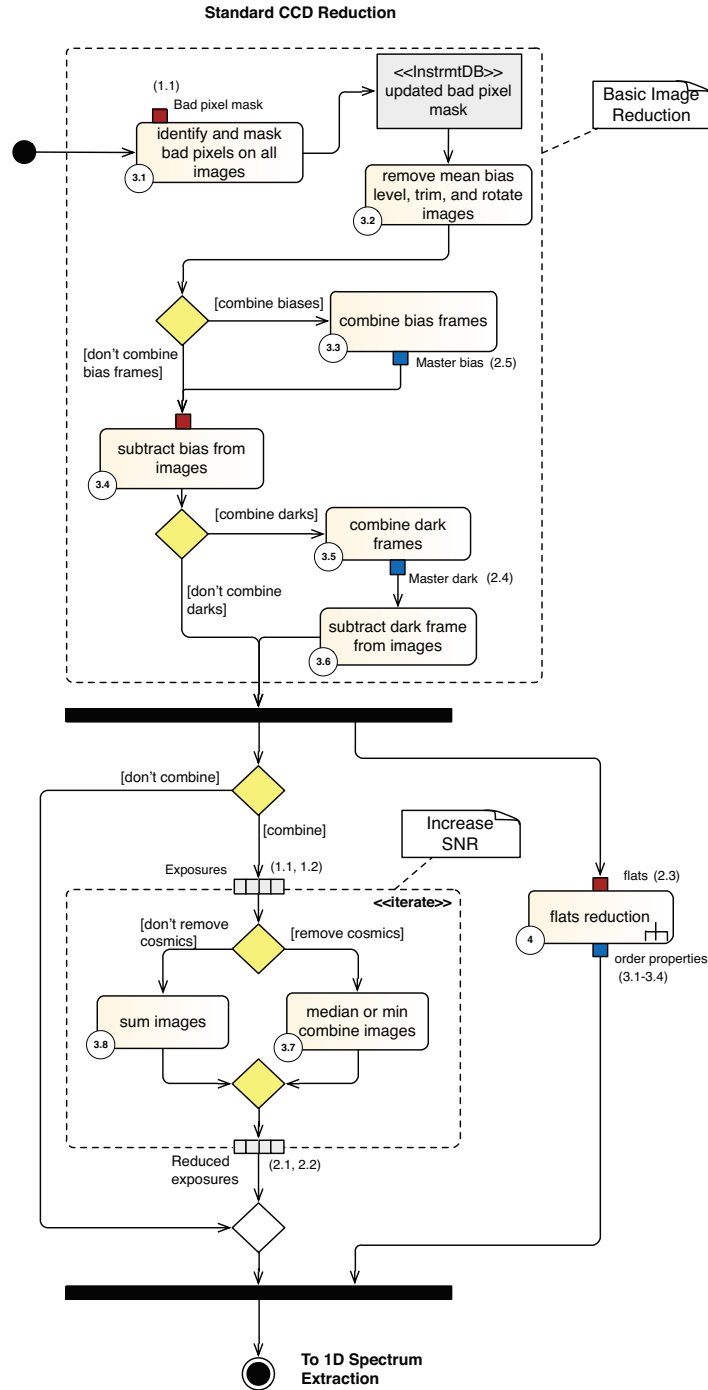 Standard CCD Reduction
(1.1)
Bad pixel mask
<<InstrmtDB>>
updated bad pixel
mask
Basic Image
Reduction
identify and mask
bad pixels on all
images
3.1
remove mean bias
level, trim, and rotate
images
3.2
[combine biases]
combine bias frames
3.3
[don't combine
bias frames]
Master bias (2.5)
subtract bias from
images
3.4
[combine darks]
combine dark
frames
3.5
Master dark (2.4)
[don't combine
darks]
subtract dark frame
from images
3.6
[don't combine]
[combine]
Increase
SNR
Exposures
(1.1, 1.2)
flats (2.3)
<<iterate>>
[don't remove
cosmics]
[remove cosmics]
flats reduction
4
order properties
(3.1-3.4)
sum images
3.8
median or min
combine images
3.7
Reduced
exposures
(2.1, 2.2)
To 1D Spectrum
Extraction